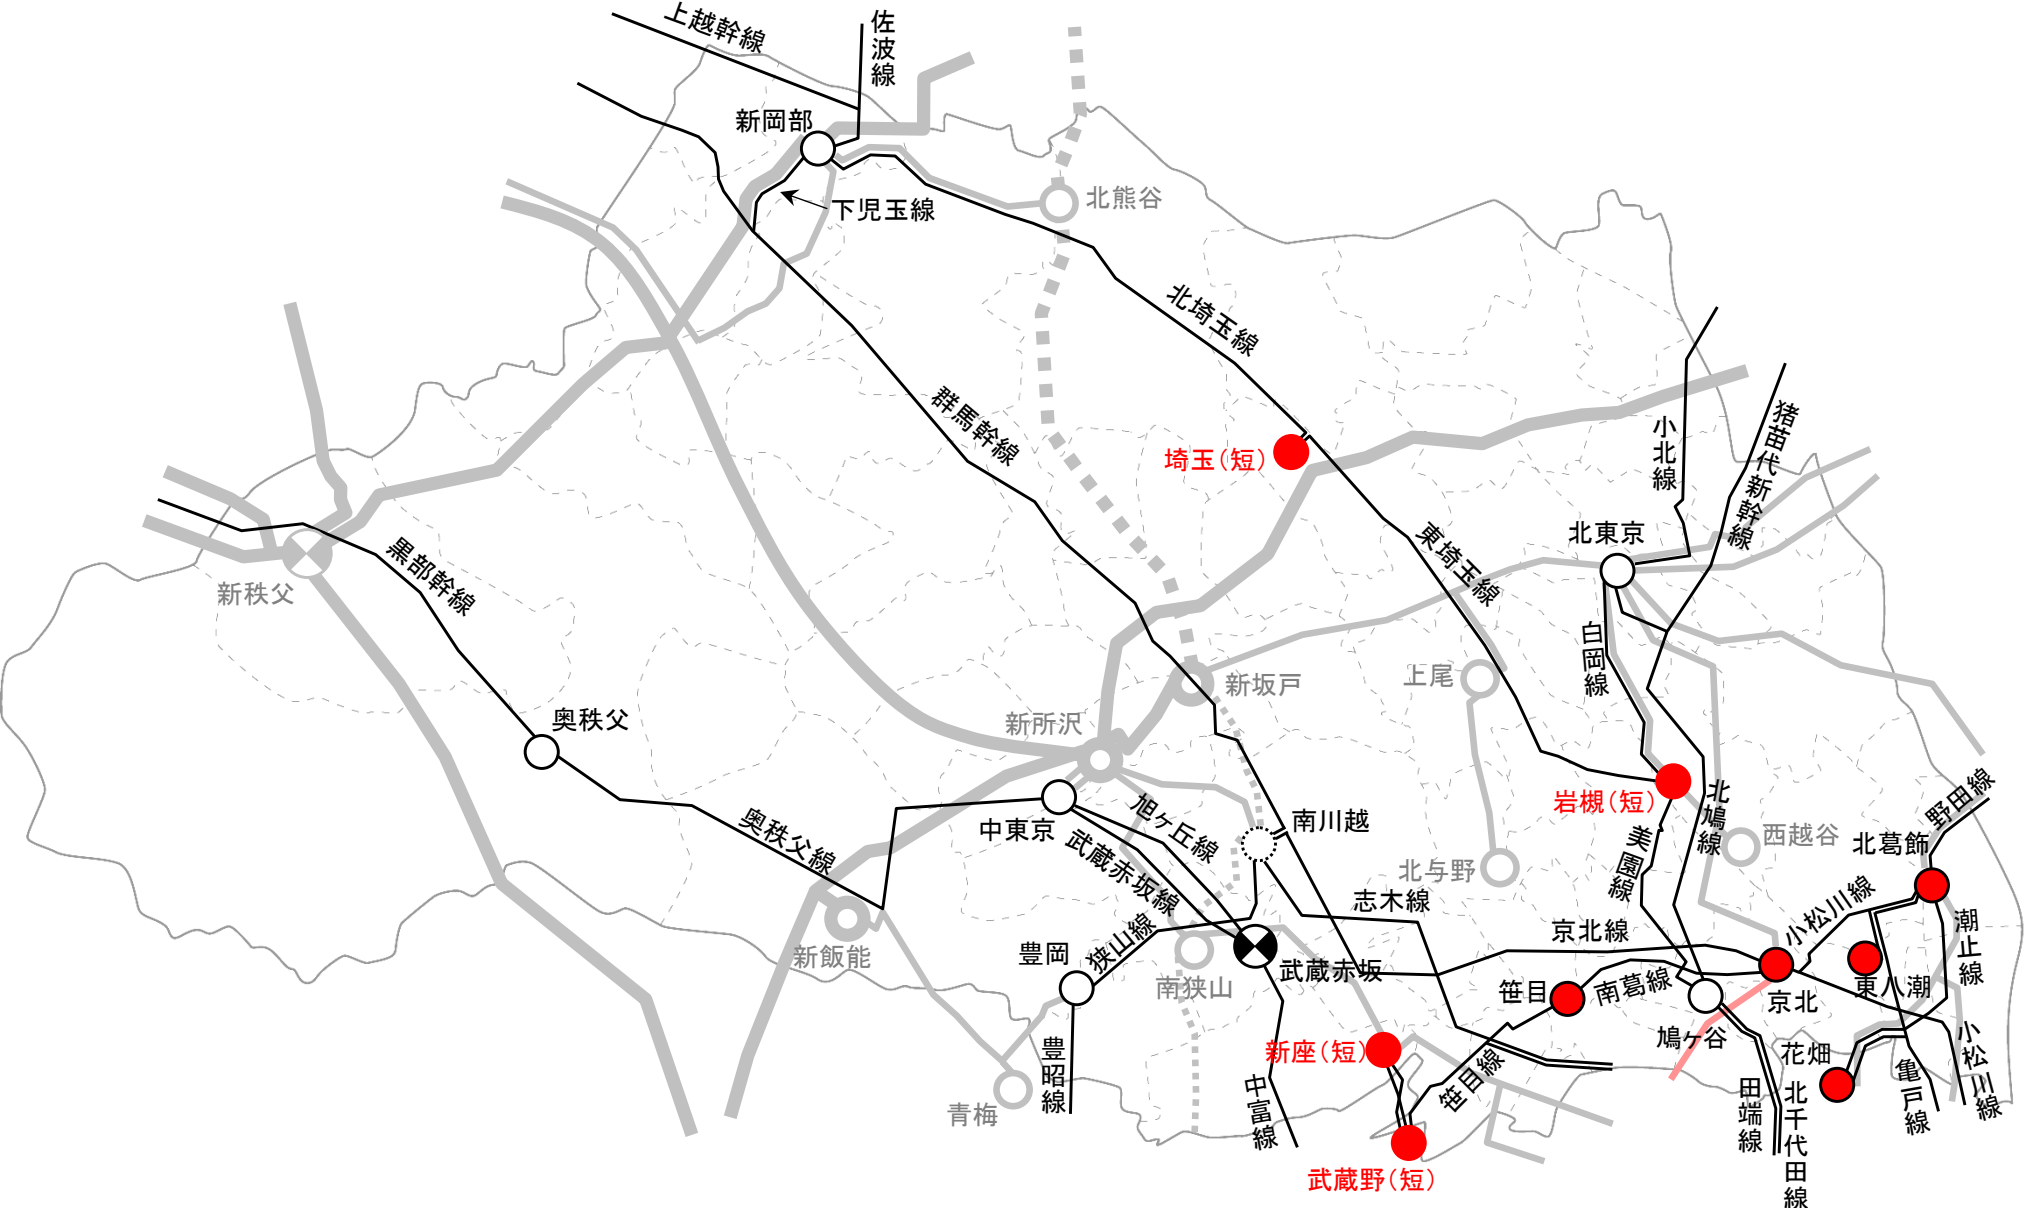 上越幹線
佐波線
新岡部
北熊谷
下児玉線
北埼玉線
群馬幹線
埼玉(短)
小北線
猪苗代新幹線
北東京
東埼玉線
黒部幹線
新秩父
白岡線
上尾
新坂戸
奥秩父
新所沢
岩槻(短)
北鳩線
野田線
奥秩父線
中東京
旭ヶ丘線
南川越
美園線
西越谷
北葛飾
武蔵赤坂線
北与野
志木線
小松川線
潮止線
新飯能
豊岡
狭山線
京北線
武蔵赤坂
南狭山
笹目
南葛線
京北
東八潮
鳩ヶ谷
新座(短)
花畑
小松川線
豊昭線
青梅
中富線
笹目線
田端線
北千代田線
亀戸線
武蔵野(短)